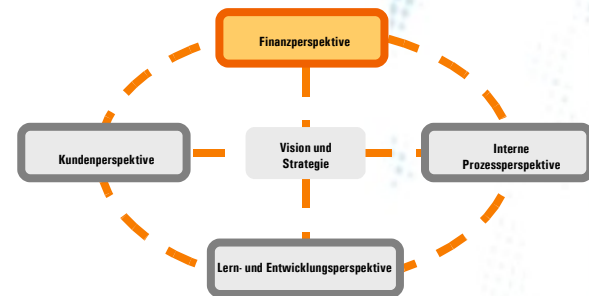 Finanzperspektive
Kundenperspektive
Vision und
Strategie
Interne
Prozessperspektive
Lern- und Entwicklungsperspektive